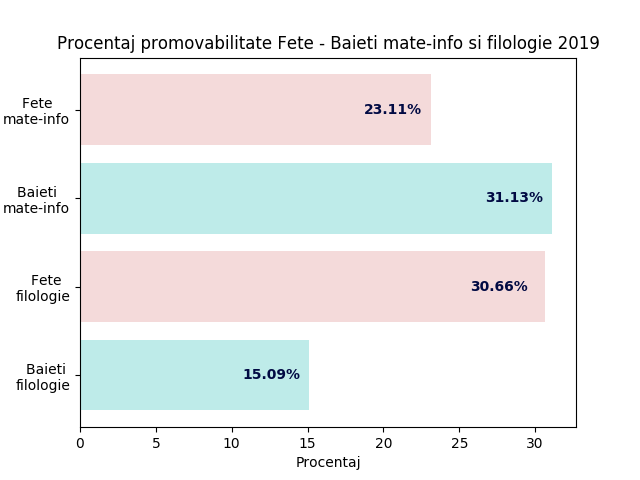 Procentaj promovabilitate Fete - Baieti mate-info si filologie 2019
Fete
mate-info
23.11%
Baieti
mate-info
31.13%
Fete
filologie
30.66%
Baieti
filologie
15.09%
0 5 10 15 20 25 30
Procentaj